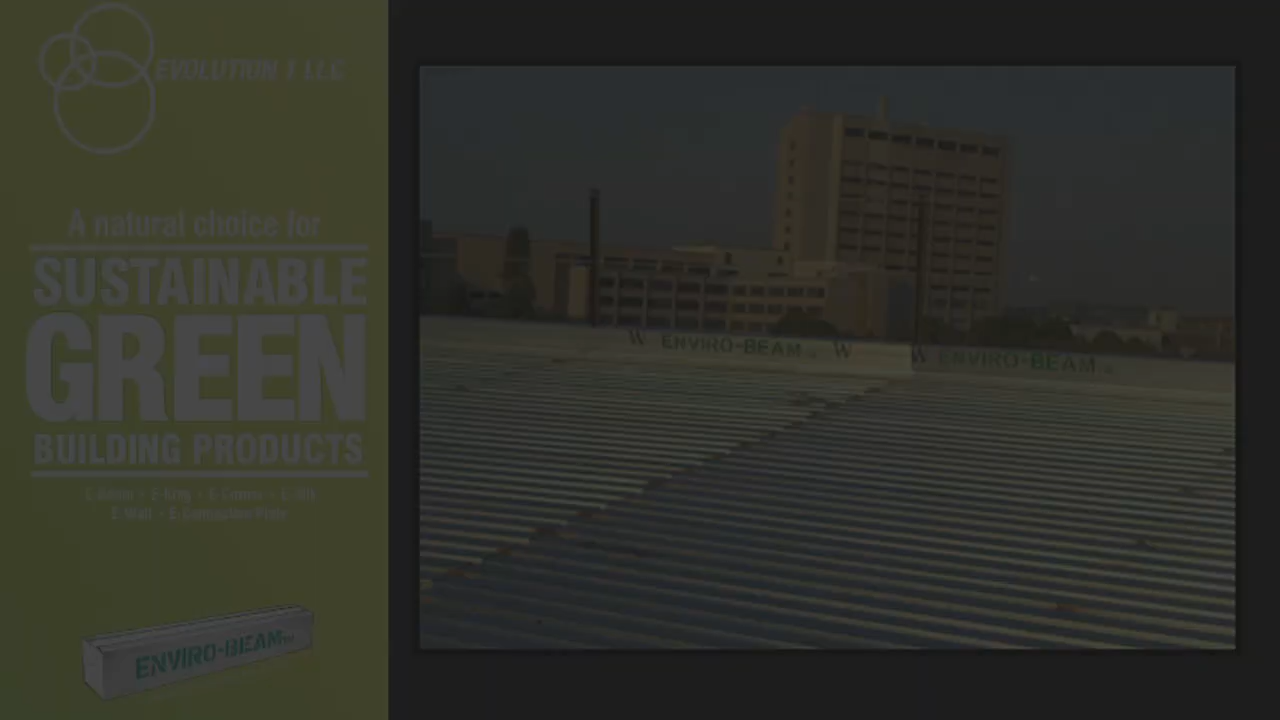 EVOLUTION 1 LLC
A natural choice for
SUSTAINABLE
GREEN
BUILDING PRODUCTS
ENVIRO-BEAM
W ENVIRO-BEAM W
W ENVIRO-BEAM